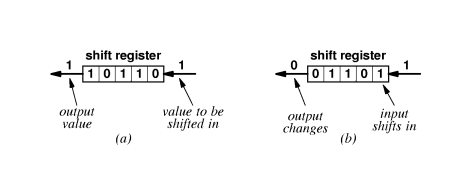 shift register
1
1 0 1 1 0
1
output
value
value to be
shifted in
(a)
shift register
0
0 1 1 0 1
1
output
changes
input
shifts in
(b)